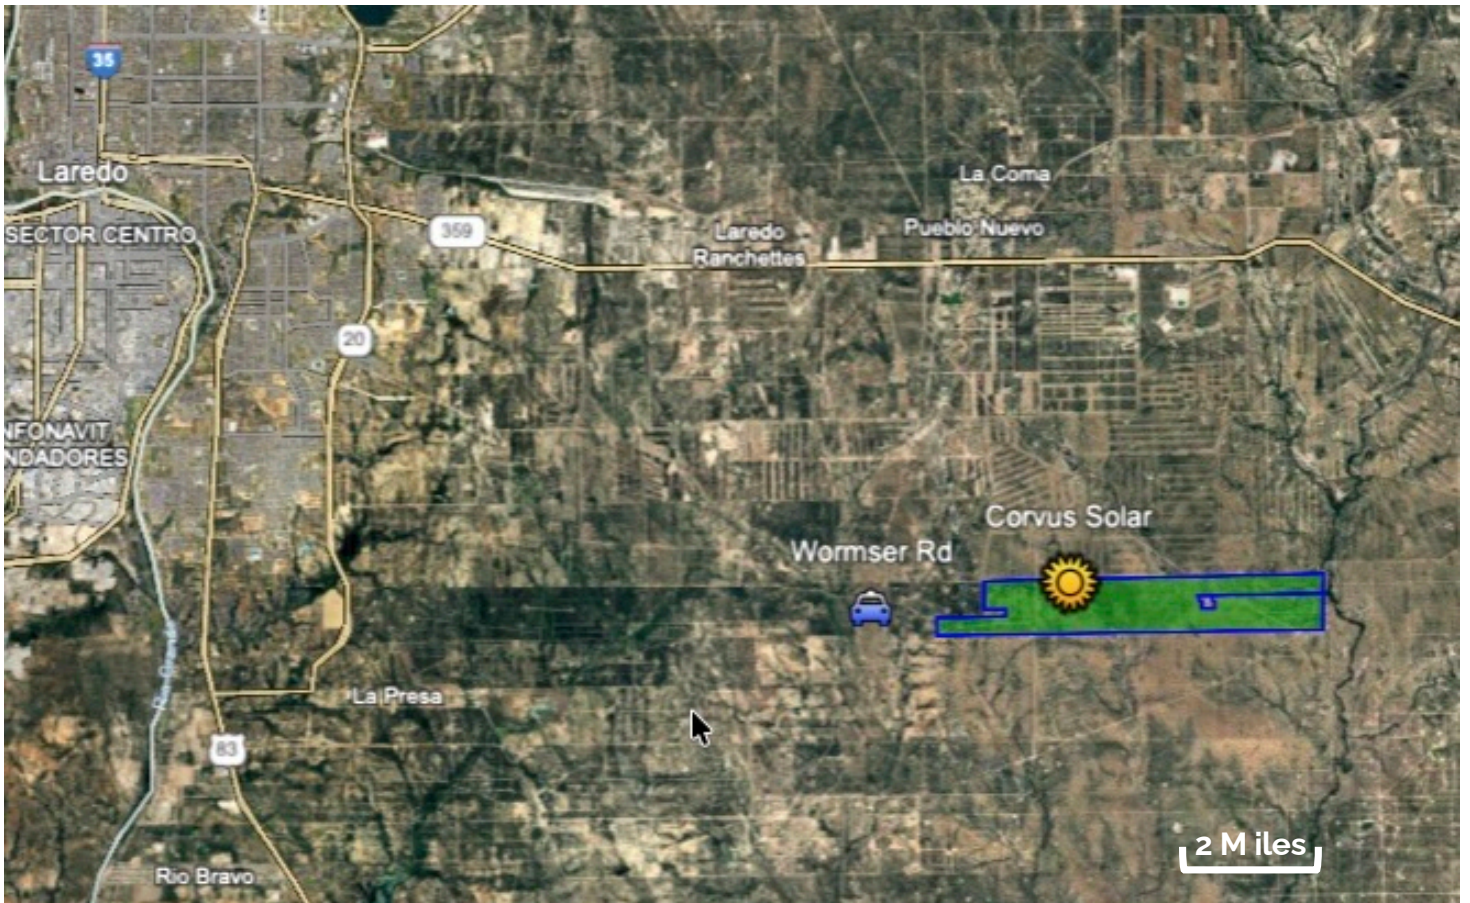 35
Laredo
La Coma
SECTOR CENTRO
359
Laredo
Ranchettes
Pueblo Nuevo
20
NFONAVIT
NDADORES
Corvus Solar
Wormser Rd
La Presa
83
2 M iles
Rio Bravo